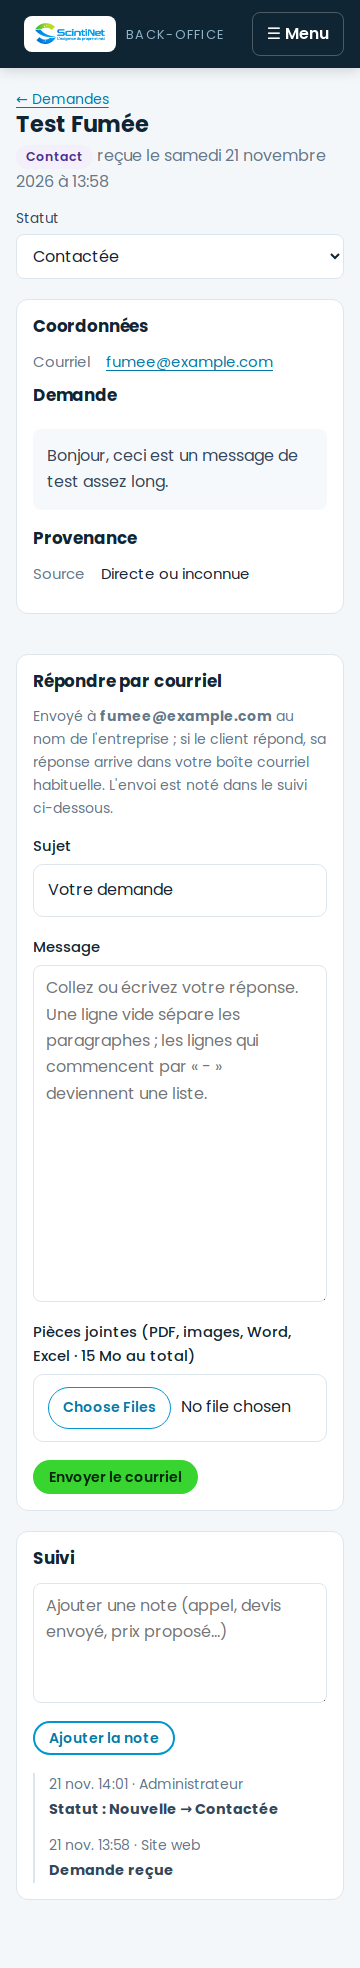 ScintiNet
BACK-OFFICE
☰ Menu
← Demandes
Test Fumée
Contact reçue le samedi 21 novembre
2026 à 13:58
Statut
Contactée
Coordonnées
Courriel fumee@example.com
Demande
Bonjour, ceci est un message de
test assez long.
Provenance
Source Directe ou inconnue
Répondre par courriel
Envoyé à fumee@example.com au
nom de l'entreprise ; si le client répond, sa
réponse arrive dans votre boîte courriel
habituelle. L'envoi est noté dans le suivi
ci-dessous.
Sujet
Votre demande
Message
Collez ou écrivez votre réponse.
Une ligne vide sépare les
paragraphes ; les lignes qui
commencent par « - »
deviennent une liste.
Pièces jointes (PDF, images, Word,
Excel · 15 Mo au total)
Choose Files No file chosen
Envoyer le courriel
Suivi
Ajouter une note (appel, devis
envoyé, prix proposé…)
Ajouter la note
21 nov. 14:01 · Administrateur
Statut : Nouvelle → Contactée
21 nov. 13:58 · Site web
Demande reçue